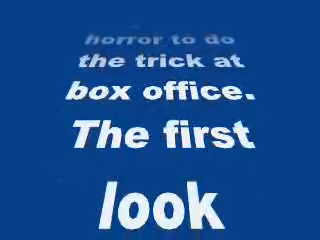 horror to do
the trick at
box office.
The first
look